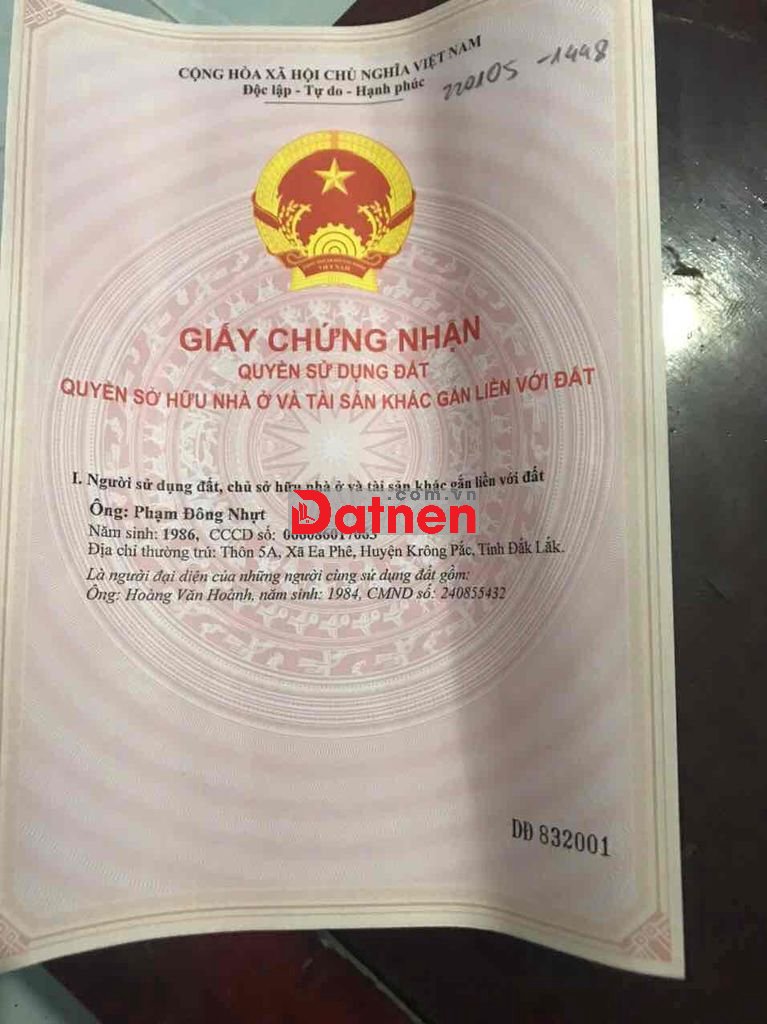 CỘNG HÒA XÃ HỘI CHỦ NGHĨA VIỆT NAM
Độc lập - Tự do - Hạnh phúc
220105 -1448
VIỆT NAM
GIẤY CHỨNG NHẬN
QUYỀN SỬ DỤNG ĐẤT
QUYỀN SỞ HỮU NHÀ Ở VÀ TÀI SẢN KHÁC GẮN LIỀN VỚI ĐẤT
I. Người sử dụng đất, chủ sở hữu nhà ở và tài sản khác gắn liền với đất
.com.vn
Datnen
Ông: Phạm Đông Nhựt
Năm sinh: 1986, CCCD số:
Địa chỉ thường trú: Thôn 5A, Xã Ea Phê, Huyện Krông Pắc, Tỉnh Đắk Lắk.
Là người đại diện của những người cùng sử dụng đất gồm:
Ông: Hoàng Văn Hoành, năm sinh: 1984, CMND số: 240855432
DĐ 832001